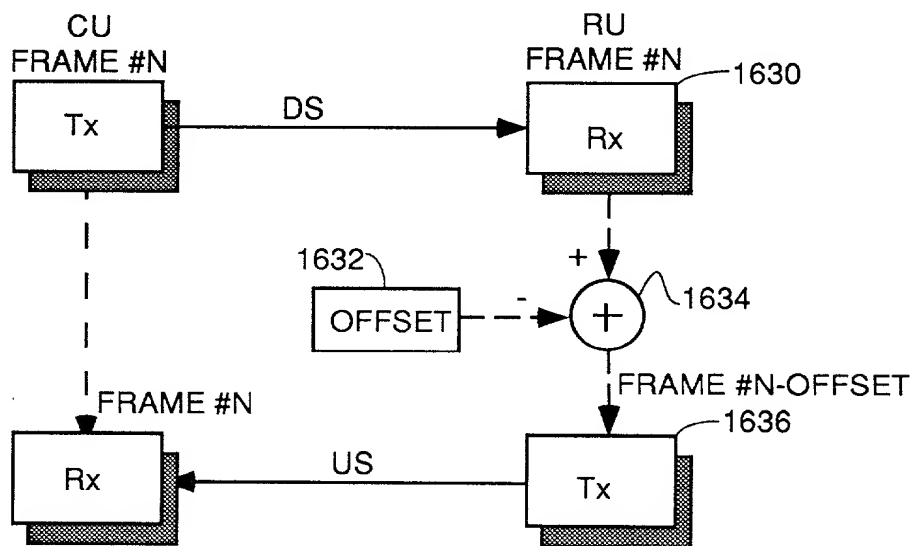 CU
FRAME #N
RU
FRAME #N
1630
Tx
DS
Rx
1632
+
-
OFFSET
+
1634
FRAME #N
FRAME #N-OFFSET
1636
Rx
US
Tx